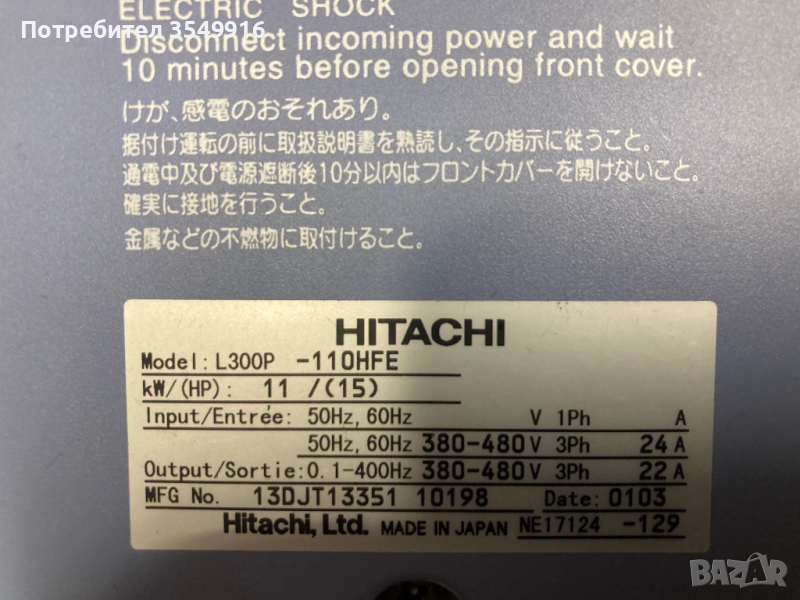 ELECTRIC SHOCK
Потребител 3549916
Disconnect incoming power and wait
10 minutes before opening front cover.
けが、感電のおそれあり。
据付け運転の前に取扱説明書を熟読し、その指示に従うこと。
通電中及び電源遮断後10分以内はフロントカバーを開けないこと。
確実に接地を行うこと。
金属などの不燃物に取付けること。
HITACHI
Model: L300P -110HFE
kW/(HP): 11 /(15)
Input/Entrée: 50Hz, 60Hz V 1Ph A
50Hz, 60Hz 380-480 V 3Ph 24 A
Output/Sortie: 0.1-400Hz 380-480 V 3Ph 22 A
MFG No. 13DJT13351 10198 Date: 0103
Hitachi, Ltd. MADE IN JAPAN NE17124 -129
BAZAR